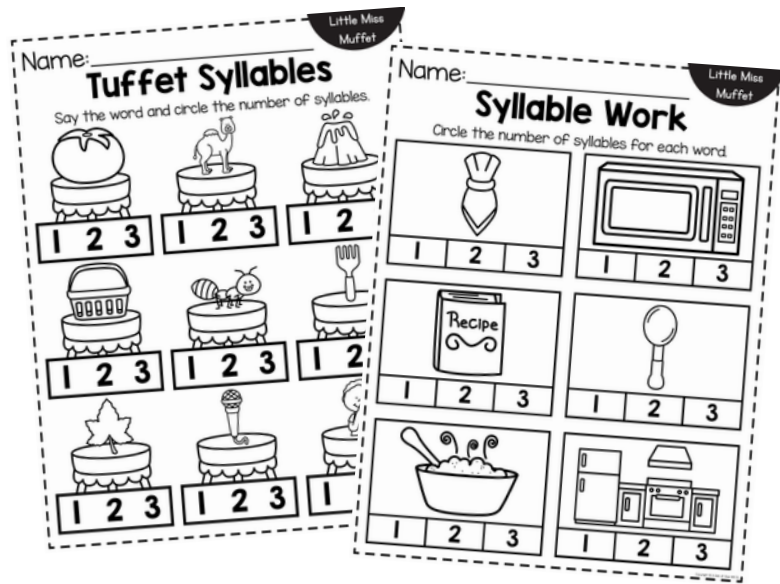 Little Miss
Muffet
Name:
Tuffet Syllables
Say the word and circle the number of syllables.
1 2 3
1 2 3
1 2
1 2 3
1 2 3
1 2
1 2 3
1 2 3
1
Little Miss
Muffet
Name:
Syllable Work
Circle the number of syllables for each word.
1 2 3
1 2 3
Recipe
1 2 3
1 2 3
1 2 3
1 2 3